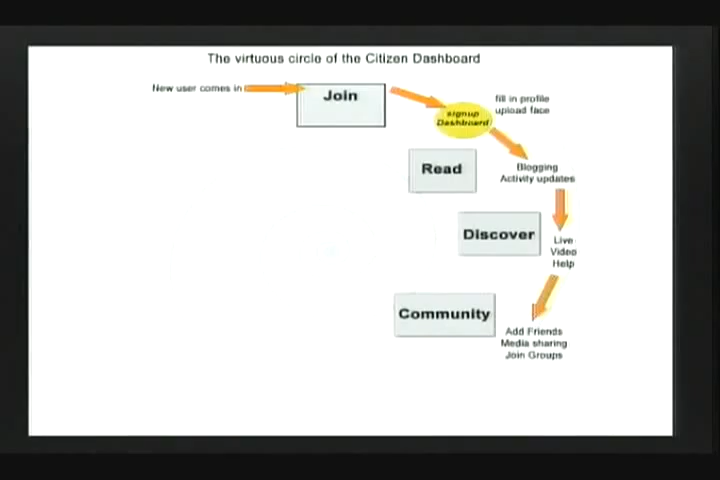 The virtuous circle of the Citizen Dashboard
New user comes in
Join
signup
Dashboard
fill in profile
upload face
Read
Blogging
Activity updates
Discover
Live
Video
Help
Community
Add Friends
Media sharing
Join Groups